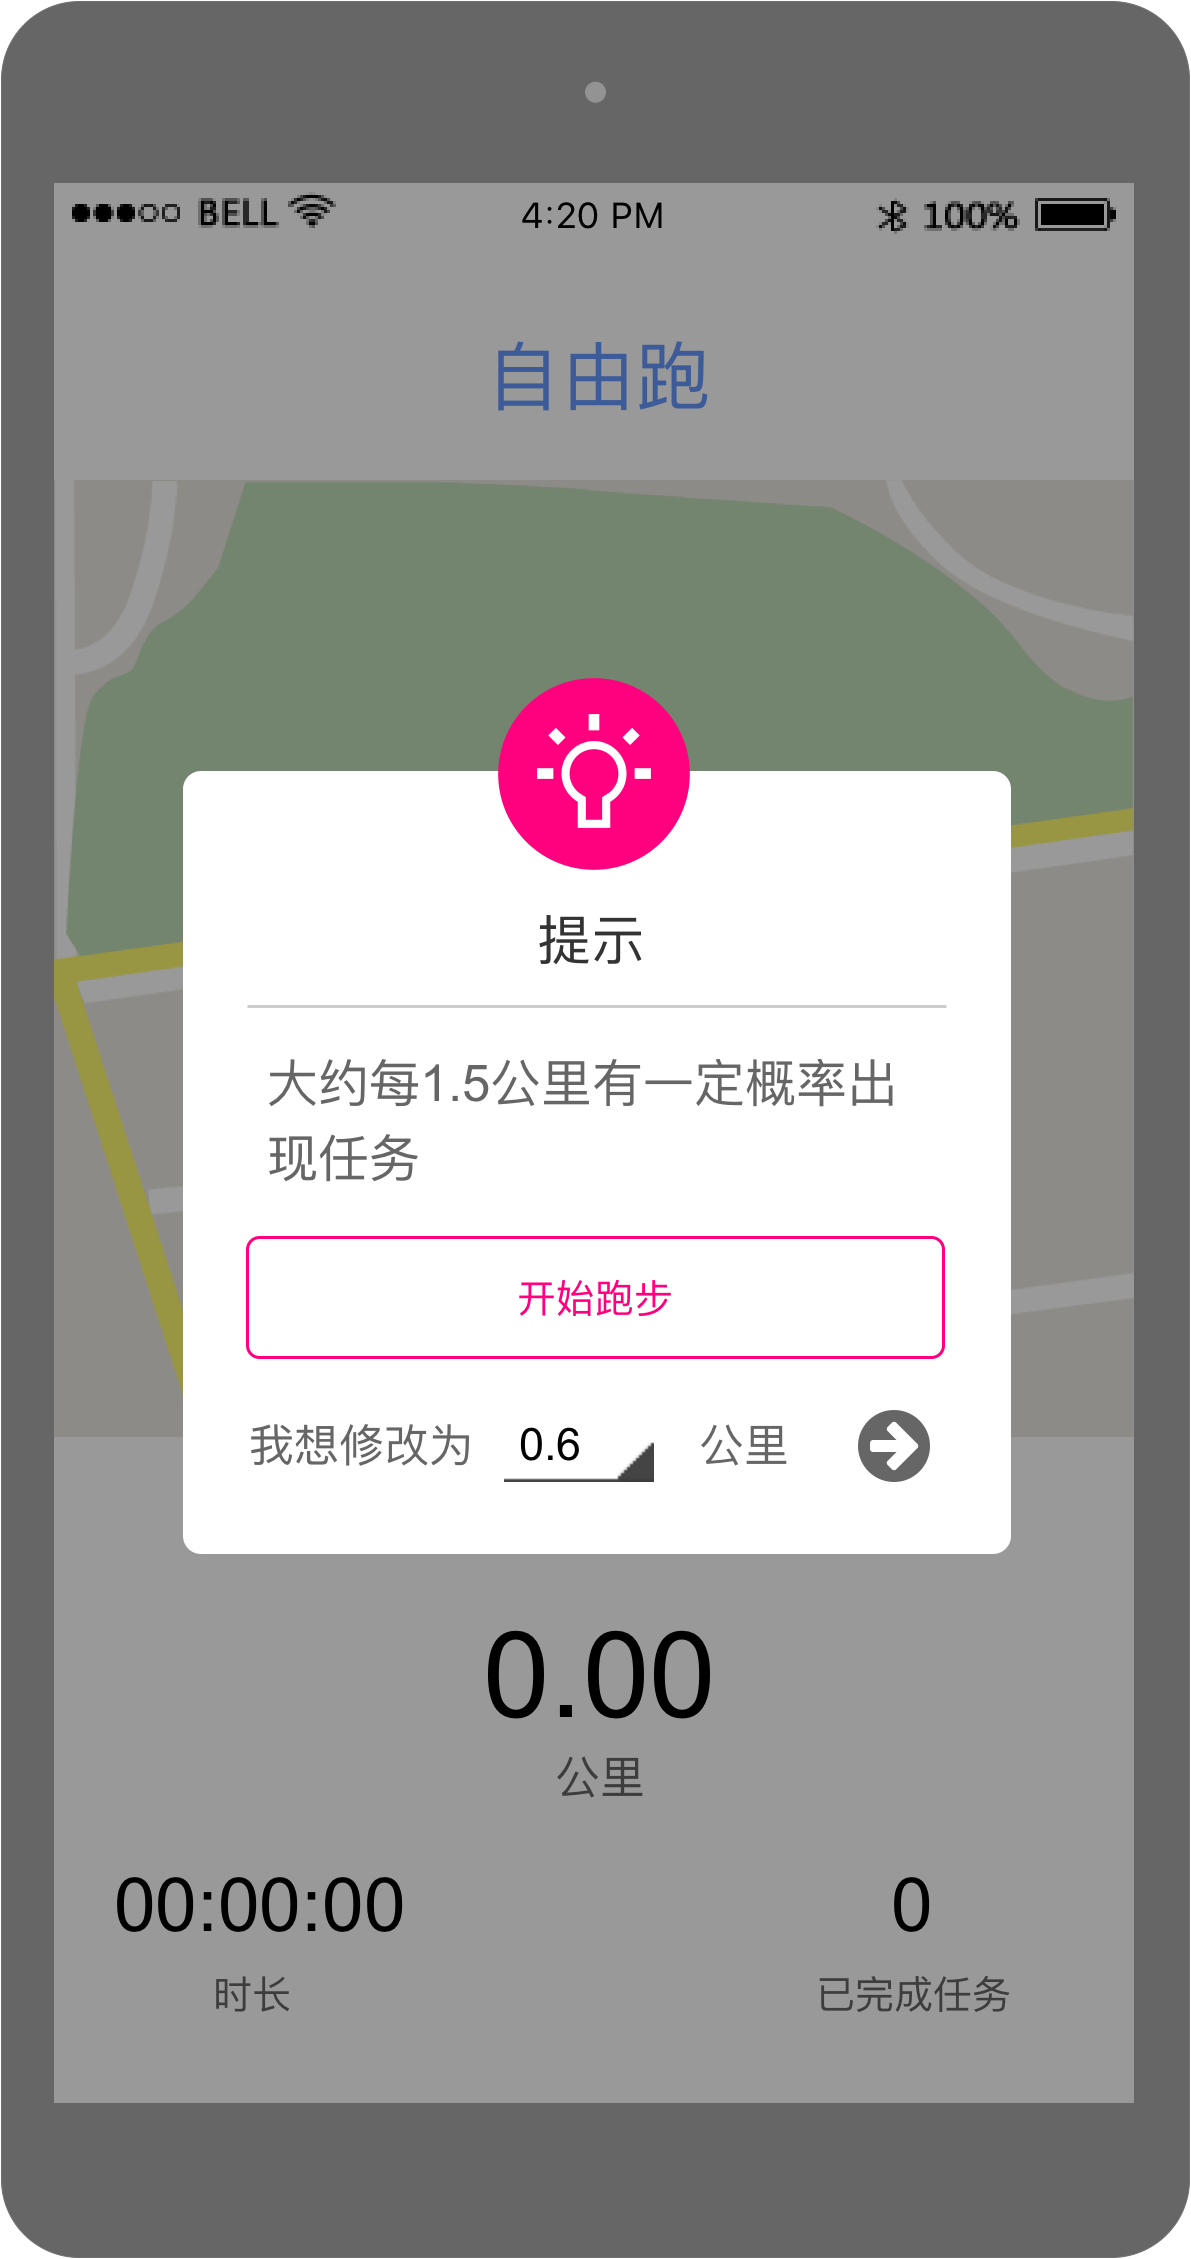 BELL 4:20 PM 100%
自由跑
提示
大约每1.5公里有一定概率出
现任务
开始跑步
我想修改为 0.6 公里
0.00
公里
00:00:00 0
时长 已完成任务